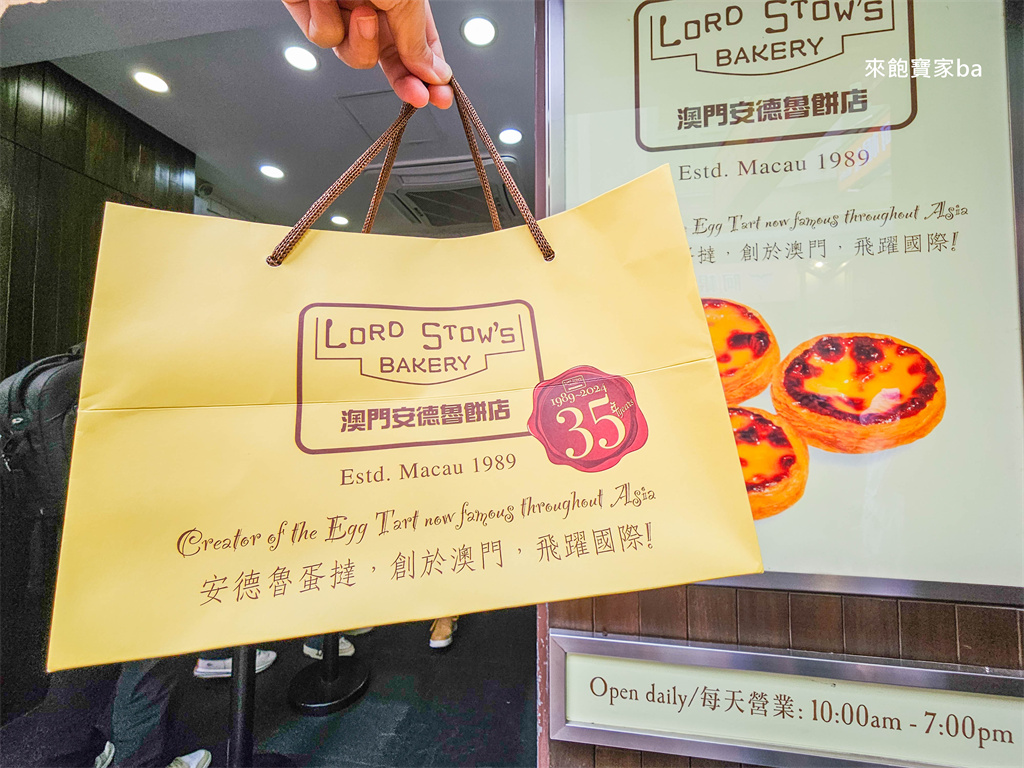 LORD STOW'S
BAKERY
澳門安德魯餅店
Estd. Macau 1989
Egg Tart now famous throughout Asia
撻，創於澳門，飛躍國際!
來飽寶家ba
LORD STOW'S
BAKERY
澳門安德魯餅店
Estd. Macau 1989
1989~2024
35
years
Creator of the Egg Tart now famous throughout Asia
安德魯蛋撻，創於澳門，飛躍國際!
Open daily/每天營業: 10:00am - 7:00pm